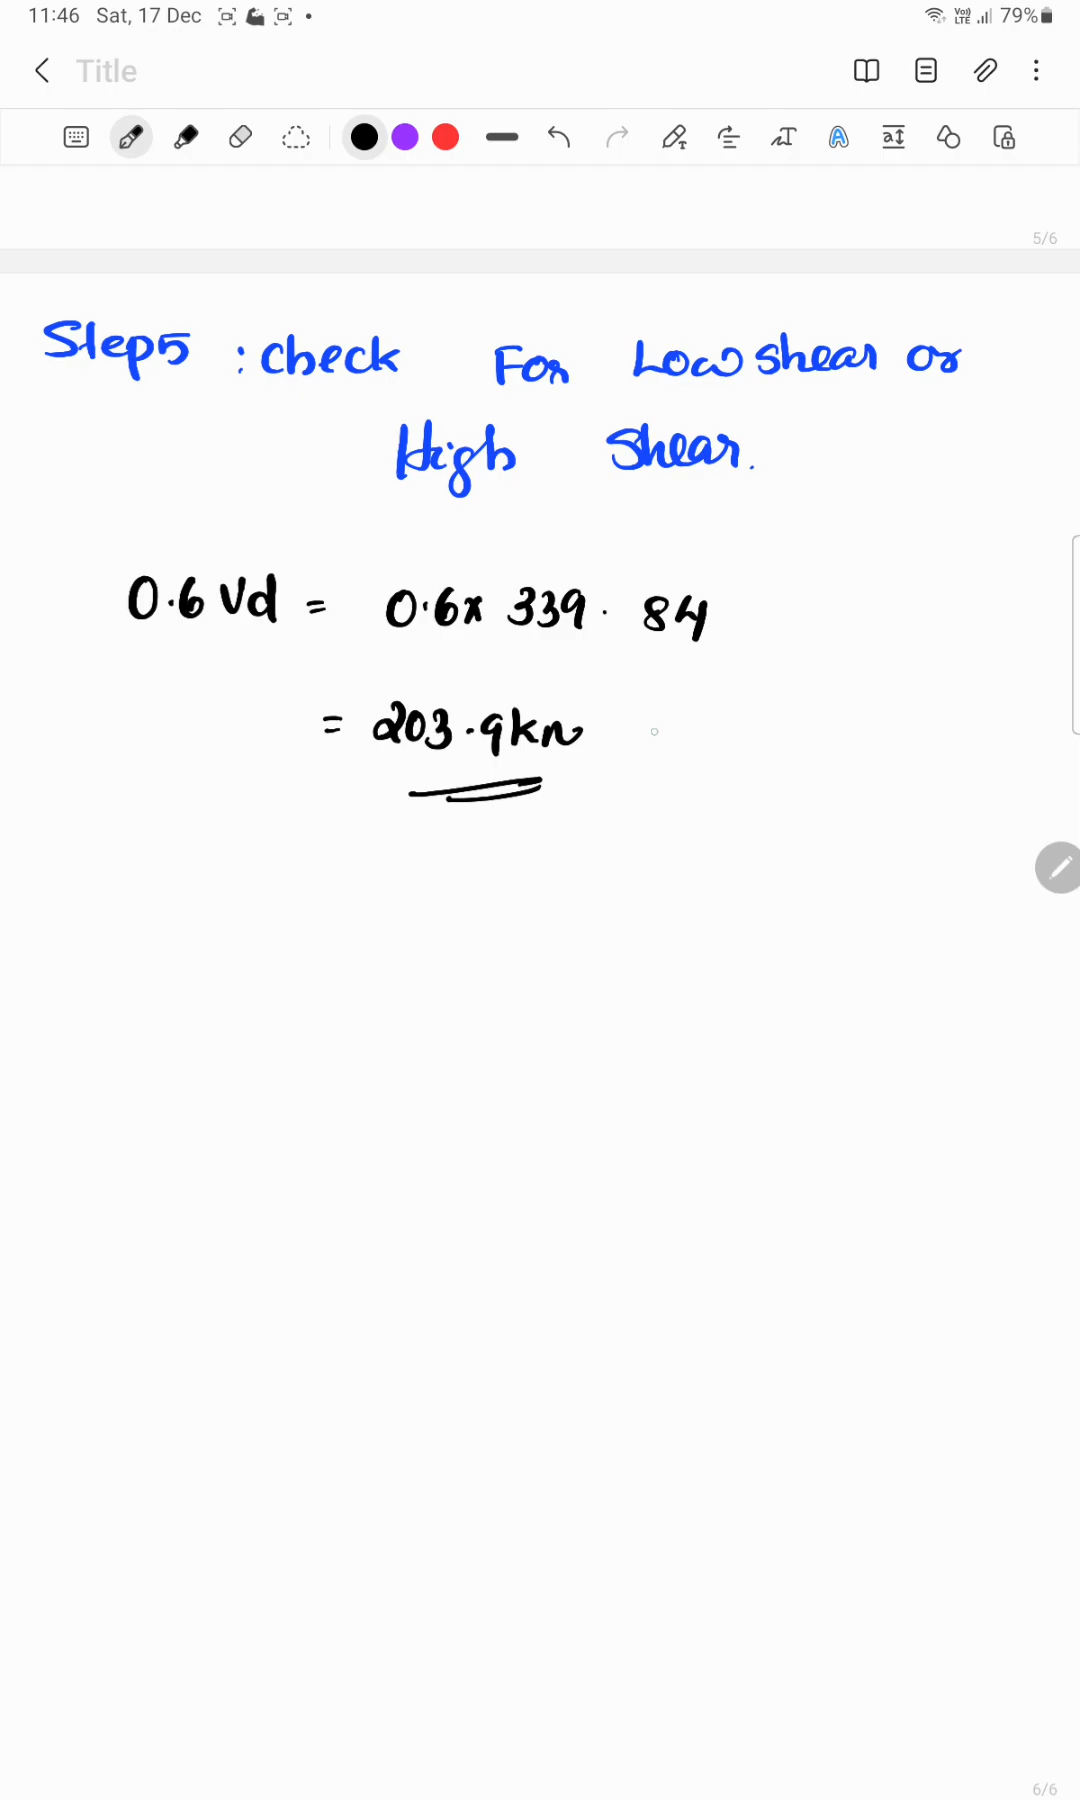 11:46 Sat, 17 Dec 79%
Title
5/6
Step5 : check For Low shear or
High Shear.
0.6 Vd = 0.6x 339.84
= 203.9kn
6/6